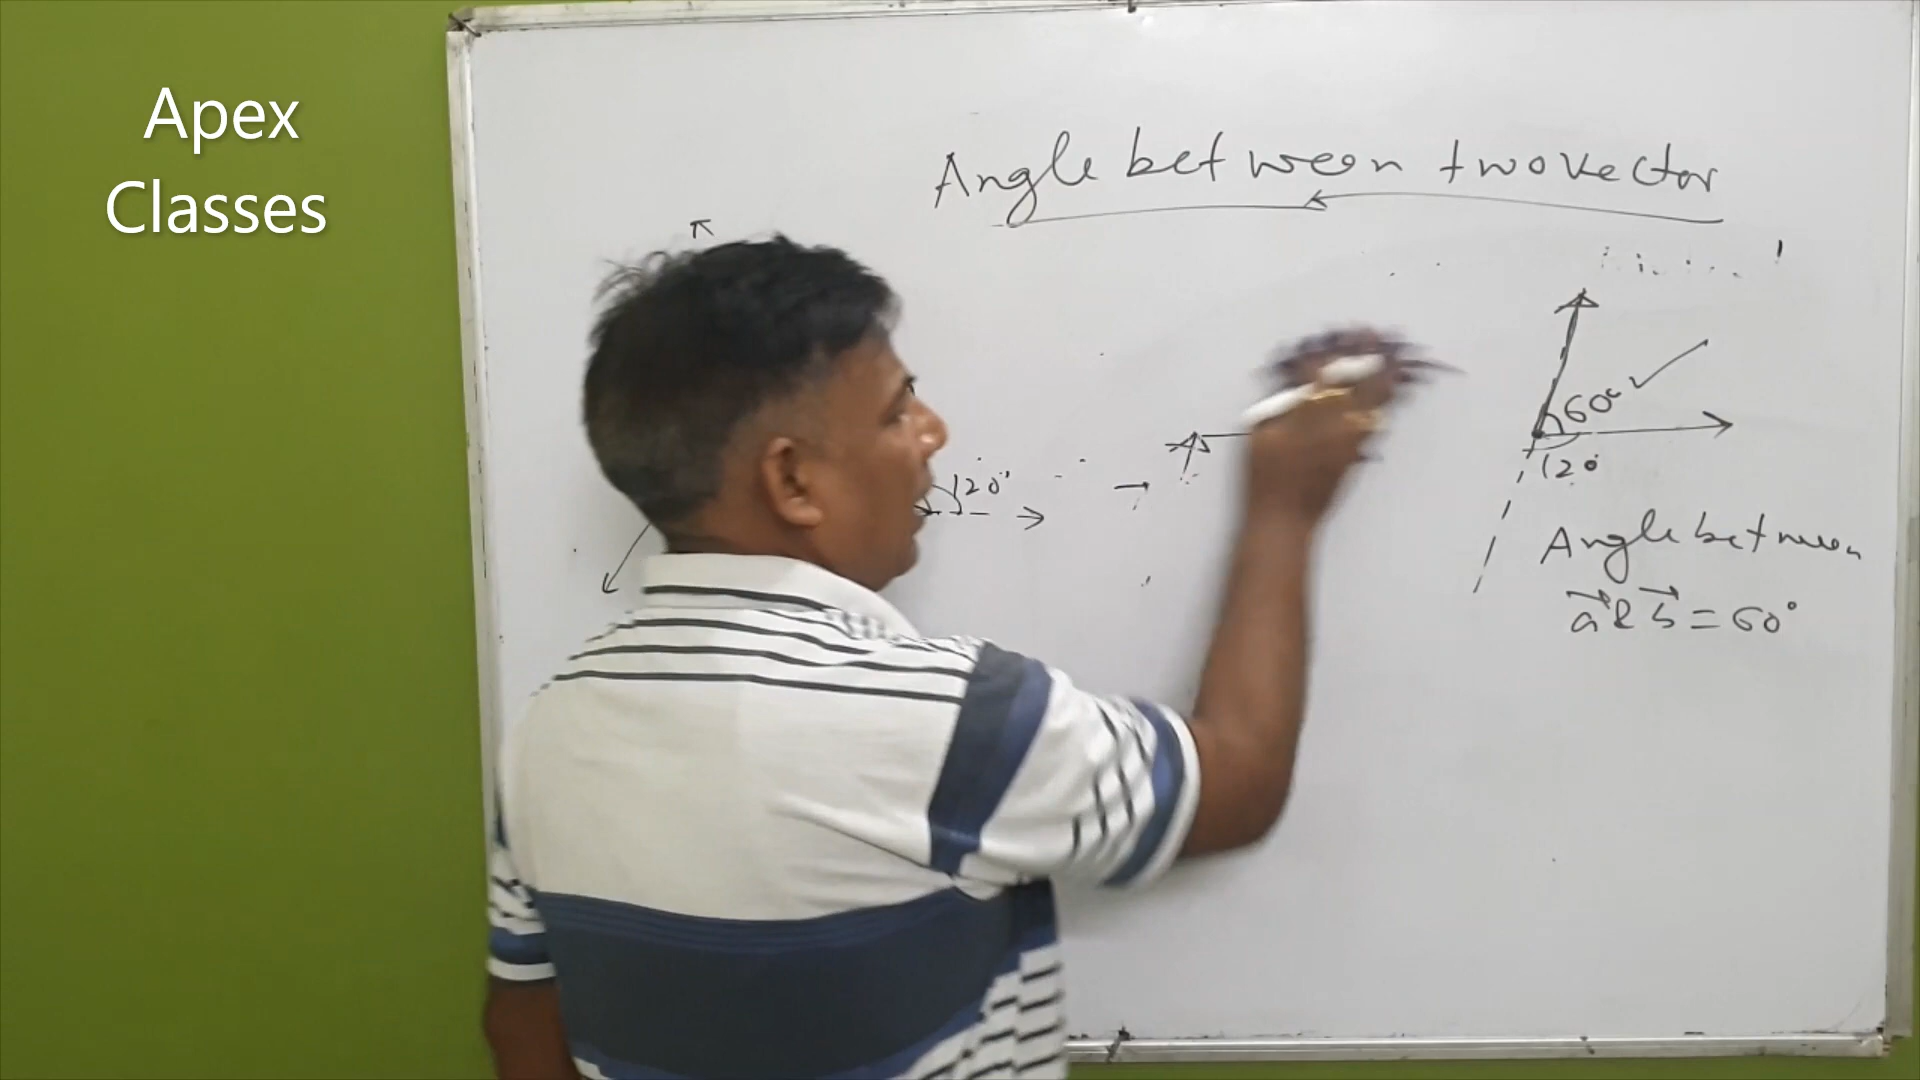 Apex
Classes
Angle between two vector
60°
120°
120
Angle between
a & b = 60°